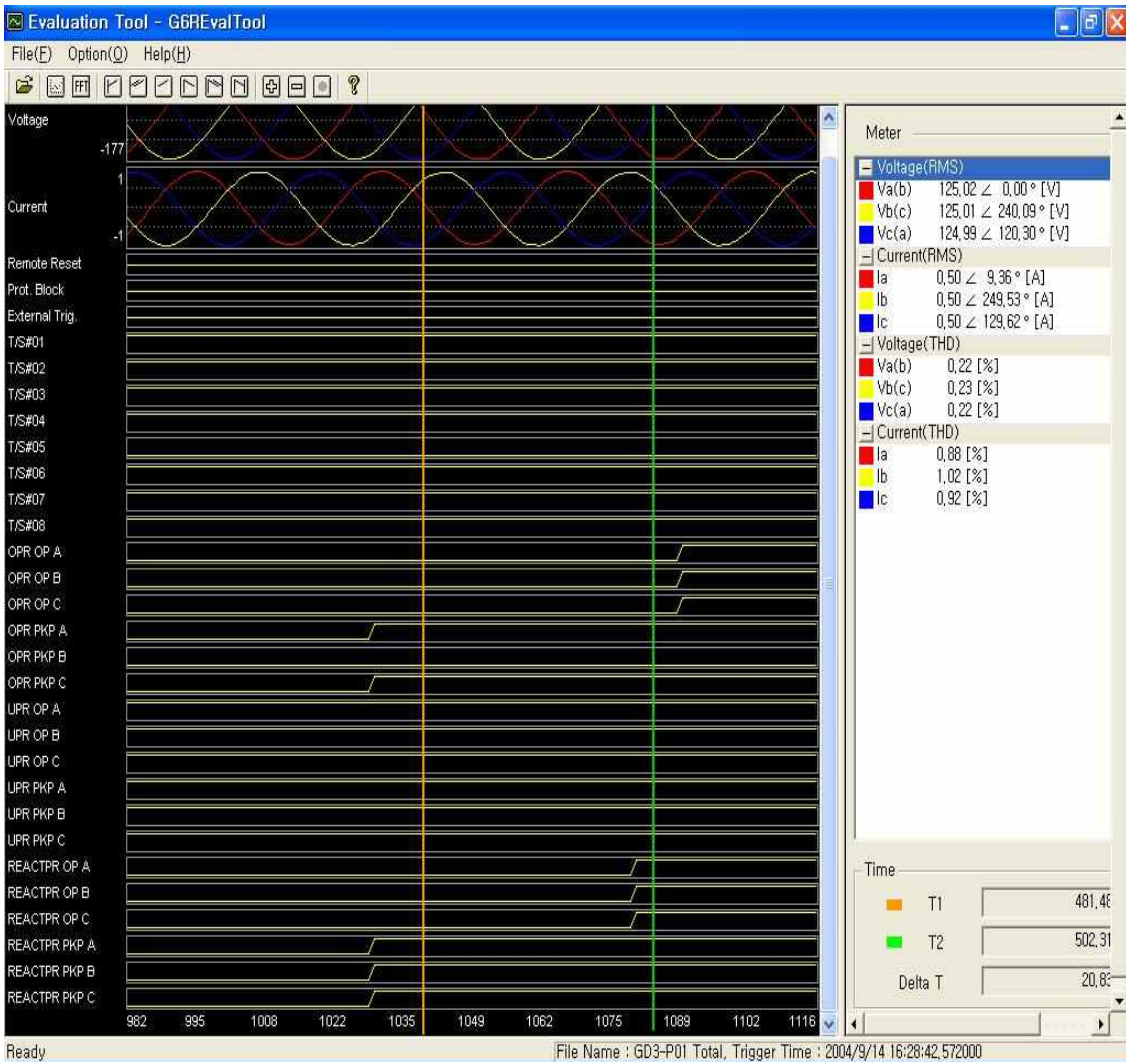 Evaluation Tool - G6REvalTool
File(F) Option(O) Help(H)
FFT
Voltage
-177
1
Current
-1
Remote Reset
Prot. Block
External Trig.
T/S#01
T/S#02
T/S#03
T/S#04
T/S#05
T/S#06
T/S#07
T/S#08
OPR OP A
OPR OP B
OPR OP C
OPR PKP A
OPR PKP B
OPR PKP C
UPR OP A
UPR OP B
UPR OP C
UPR PKP A
UPR PKP B
UPR PKP C
REACTPR OP A
REACTPR OP B
REACTPR OP C
REACTPR PKP A
REACTPR PKP B
REACTPR PKP C
982 995 1008 1022 1035 1049 1062 1075 1089 1102 1116
Meter
Voltage(RMS)
Va(b) 125,02 ∠ 0,00 ° [V]
Vb(c) 125,01 ∠ 240,09 ° [V]
Vc(a) 124,99 ∠ 120,30 ° [V]
Current(RMS)
Ia 0,50 ∠ 9,36 ° [A]
Ib 0,50 ∠ 249,53 ° [A]
Ic 0,50 ∠ 129,62 ° [A]
Voltage(THD)
Va(b) 0,22 [%]
Vb(c) 0,23 [%]
Vc(a) 0,22 [%]
Current(THD)
Ia 0,88 [%]
Ib 1,02 [%]
Ic 0,92 [%]
Time
T1 481,48
T2 502,31
Delta T 20,83
Ready
File Name : GD3-P01 Total, Trigger Time : 2004/9/14 16:28:42,572000